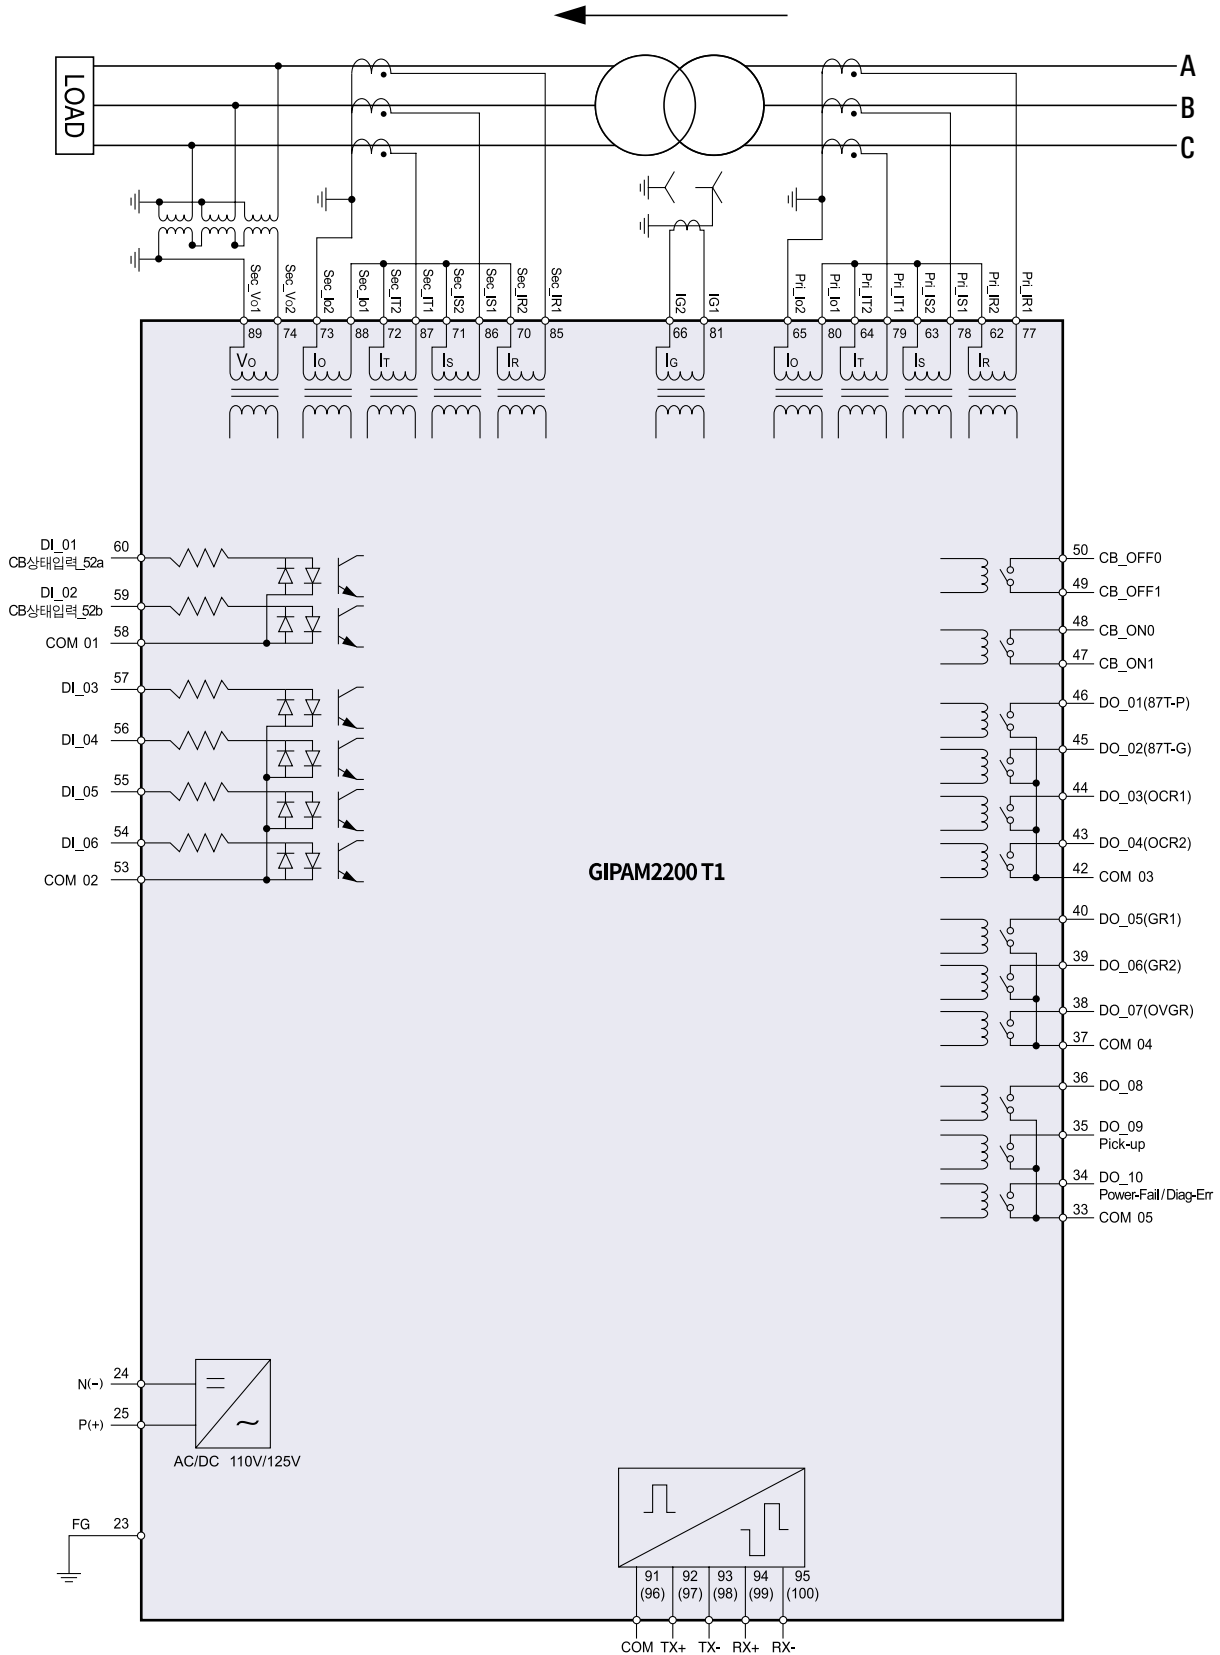 A
B
C
LOAD
Sec_Vo1
Sec_Vo2
Sec_Io2
Sec_Io1
Sec_IT2
Sec_IT1
Sec_IS2
Sec_IS1
Sec_IR2
Sec_IR1
IG2
IG1
Pri_Io2
Pri_Io1
Pri_IT2
Pri_IT1
Pri_IS2
Pri_IS1
Pri_IR2
Pri_IR1
89 74 73 88 72 87 71 86 70 85 66 81 65 80 64 79 63 78 62 77
VO IO IT IS IR IG IO IT IS IR
DI_01 60
CB상태입력_52a
DI_02 59
CB상태입력_52b
COM 01 58
DI_03 57
DI_04 56
DI_05 55
DI_06 54
COM 02 53
GIPAM2200 T1
50 CB_OFF0
49 CB_OFF1
48 CB_ON0
47 CB_ON1
46 DO_01(87T-P)
45 DO_02(87T-G)
44 DO_03(OCR1)
43 DO_04(OCR2)
42 COM 03
40 DO_05(GR1)
39 DO_06(GR2)
38 DO_07(OVGR)
37 COM 04
36 DO_08
35 DO_09
Pick-up
34 DO_10
Power-Fail/Diag-Err
33 COM 05
N(-) 24
P(+) 25
AC/DC 110V/125V
FG 23
91 92 93 94 95
(96) (97) (98) (99) (100)
COM TX+ TX- RX+ RX-